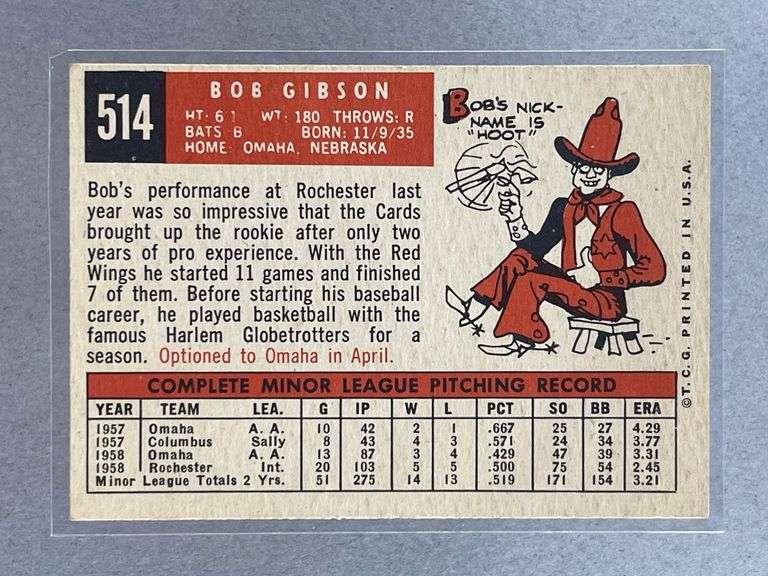 514
BOB GIBSON
HT: 6'1 WT: 180 THROWS: R
BATS B BORN: 11/9/35
HOME: OMAHA, NEBRASKA
BOB'S NICK-
NAME IS
"HOOT"
Bob's performance at Rochester last
year was so impressive that the Cards
brought up the rookie after only two
years of pro experience. With the Red
Wings he started 11 games and finished
7 of them. Before starting his baseball
career, he played basketball with the
famous Harlem Globetrotters for a
season. Optioned to Omaha in April.
©T.C.G. PRINTED IN U.S.A.
COMPLETE MINOR LEAGUE PITCHING RECORD
YEAR TEAM LEA. G IP W L PCT SO BB ERA
1957 Omaha A. A. 10 42 2 1 .667 25 27 4.29
1957 Columbus Sally 8 43 4 3 .571 24 34 3.77
1958 Omaha A. A. 13 87 3 4 .429 47 39 3.31
1958 Rochester Int. 20 103 5 5 .500 75 54 2.45
Minor League Totals 2 Yrs. 51 275 14 13 .519 171 154 3.21